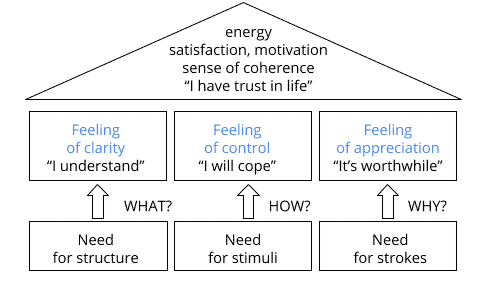 energy
satisfaction, motivation
sense of coherence
“I have trust in life”
Feeling
of clarity
“I understand”
Feeling
of control
“I will cope”
Feeling
of appreciation
“It’s worthwhile”
WHAT?
HOW?
WHY?
Need
for structure
Need
for stimuli
Need
for strokes